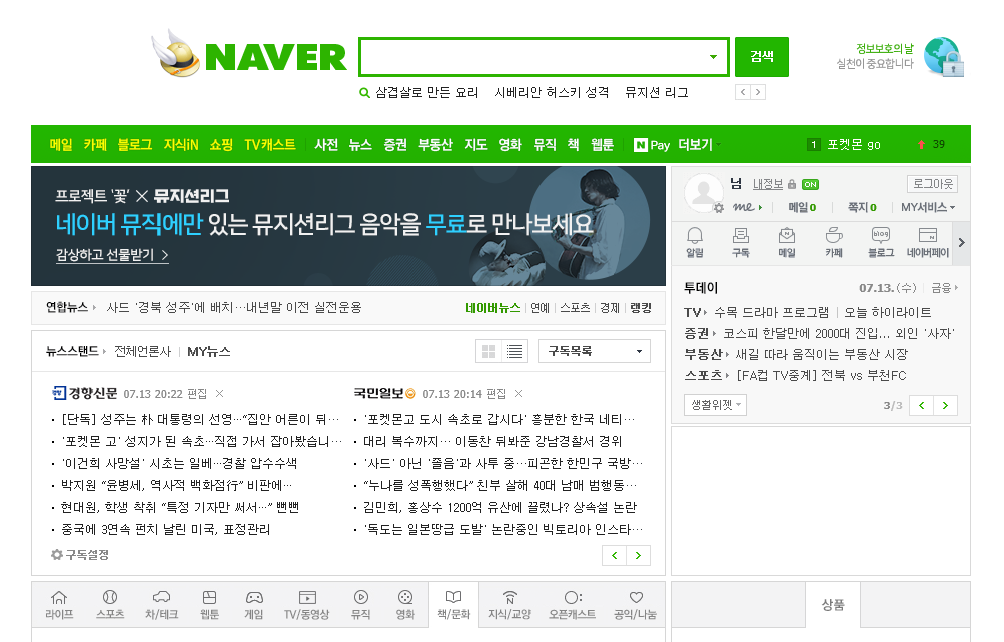 NAVER
검색
정보보호의날
실천이 중요합니다
삼겹살로 만든 요리 시베리안 허스키 성격 뮤지션 리그
메일 카페 블로그 지식iN 쇼핑 TV캐스트 사전 뉴스 증권 부동산 지도 영화 뮤직 책 웹툰 N Pay 더보기 1 포켓몬 go 39
프로젝트 '꽃' × 뮤지션리그
네이버 뮤직에만 있는 뮤지션리그 음악을 무료로 만나보세요
감상하고 선물받기 >
님 내정보 ON 로그아웃
me 메일 0 쪽지 0 MY서비스
알림 구독 메일 카페 블로그 네이버페이
연합뉴스 사드 '경북 성주'에 배치…내년말 이전 실전운용 네이버뉴스 연예 스포츠 경제 랭킹
투데이 07.13.(수) 금융
TV 수목 드라마 프로그램 오늘 하이라이트
증권 코스피 한달만에 2000대 진입... 외인 '사자'
부동산 새길 따라 움직이는 부동산 시장
스포츠 [FA컵 TV중계] 전북 vs 부천FC
생활위젯 3/3
뉴스스탠드 전체언론사 MY뉴스 구독목록
경향신문 07.13 20:22 편집
[단독] 성주는 朴 대통령의 선영…“집안 어른이 뒤…
'포켓몬 고' 성지가 된 속초…직접 가서 잡아봤습니…
'이건희 사망설' 시초는 일베…경찰 압수수색
박지원 “윤병세, 역사적 백화점行” 비판에…
현대원, 학생 착취 “특정 기자만 써서…” 뻔뻔
중국에 3연속 펀치 날린 미국, 표정관리
국민일보 07.13 20:14 편집
'포켓몬고 도시 속초로 갑시다' 흥분한 한국 네티…
대리 복수까지… 이동찬 뒤봐준 강남경찰서 경위
'사드' 아닌 '졸음'과 사투 중…피곤한 한민구 국방…
“누나를 성폭행했다” 친부 살해 40대 남매 범행동…
김민희, 홍상수 1200억 유산에 끌렸나? 상속설 논란
'독도는 일본땅급 도발' 논란중인 빅토리아 인스타…
구독설정
라이프 스포츠 차/테크 웹툰 게임 TV/동영상 뮤직 영화 책/문화 지식/교양 오픈캐스트 공익/나눔
상품